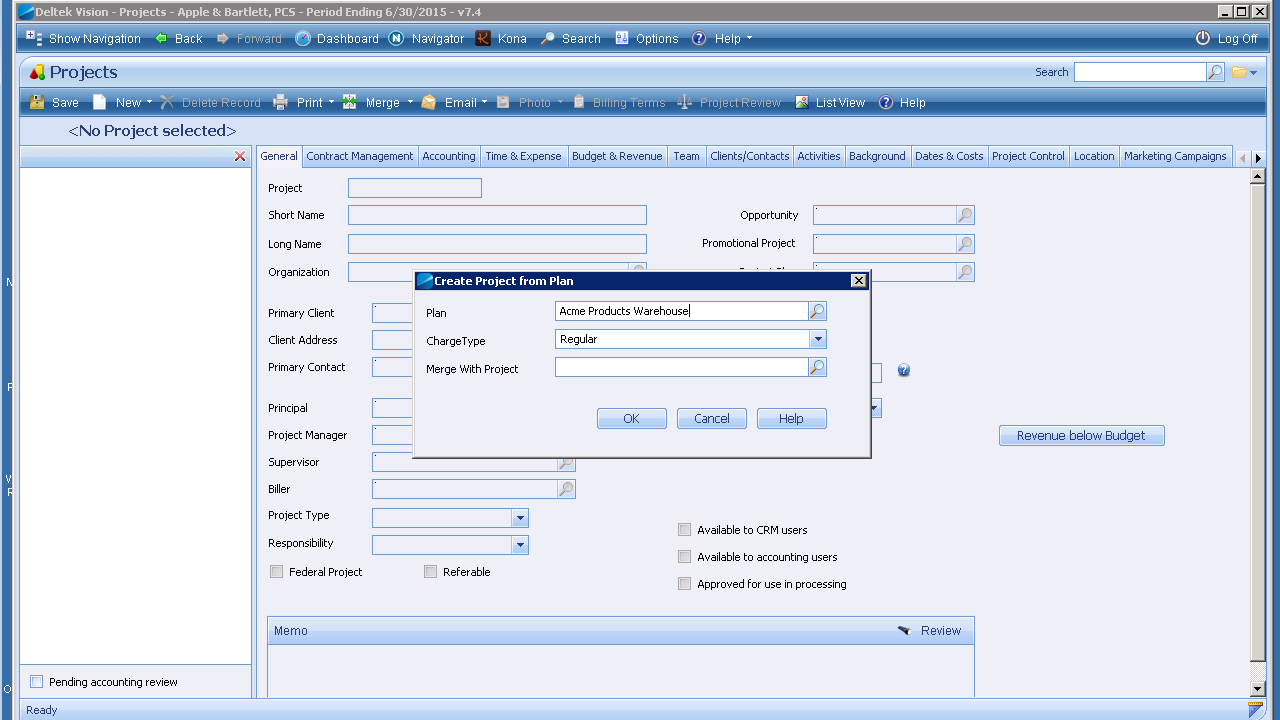 Deltek Vision - Projects - Apple & Bartlett, PCS - Period Ending 6/30/2015 - v7.4
Show Navigation Back Forward Dashboard Navigator Kona Search Options Help Log Off
Projects Search
Save New Delete Record Print Merge Email Photo Billing Terms Project Review List View Help
<No Project selected>
General Contract Management Accounting Time & Expense Budget & Revenue Team Clients/Contacts Activities Background Dates & Costs Project Control Location Marketing Campaigns
Project
Short Name Opportunity
Long Name Promotional Project
Organization
Create Project from Plan
Plan Acme Products Warehouse
ChargeType Regular
Merge With Project
OK Cancel Help
Primary Client
Client Address
Primary Contact
Principal
Project Manager Revenue below Budget
Supervisor
Biller
Project Type
Responsibility
Available to CRM users
Available to accounting users
Federal Project Referable
Approved for use in processing
Memo Review
Pending accounting review
Ready